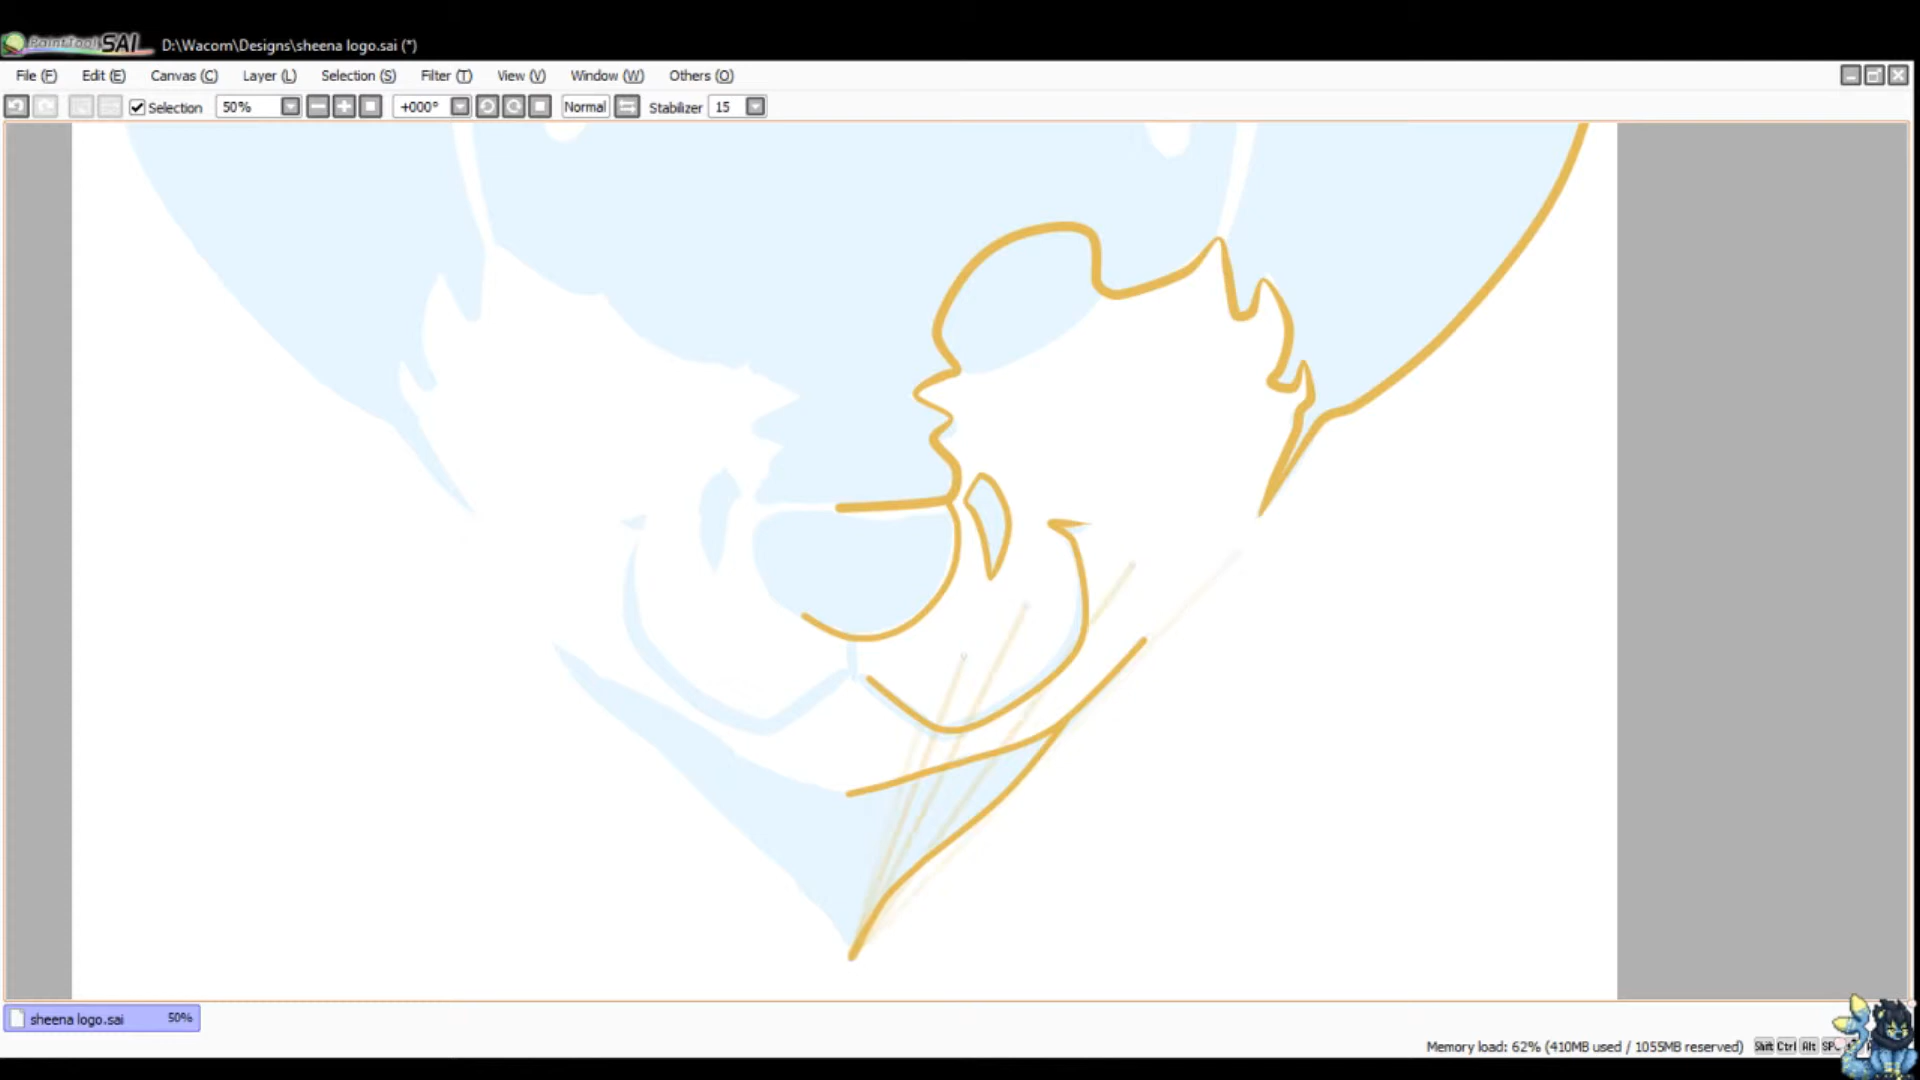 PaintTool SAI D:\Wacom\Designs\sheena logo.sai (*)
File (F) Edit (E) Canvas (C) Layer (L) Selection (S) Filter (T) View (V) Window (W) Others (O)
Selection 50% +000° Normal Stabilizer 15
sheena logo.sai 50%
Memory load: 62% (410MB used / 1055MB reserved) Shift Ctrl Alt SPC